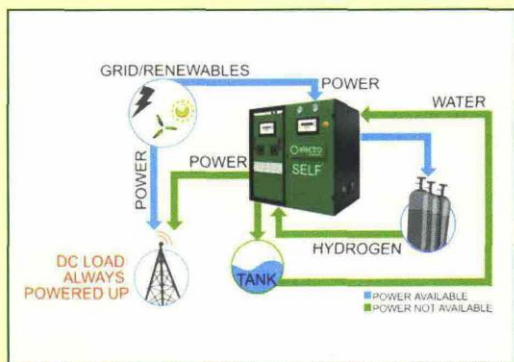 GRID/RENEWABLES
POWER
WATER
POWER
POWER
SELF
HYDROGEN
DC LOAD
ALWAYS
POWERED UP
TANK
POWER AVAILABLE
POWER NOT AVAILABLE